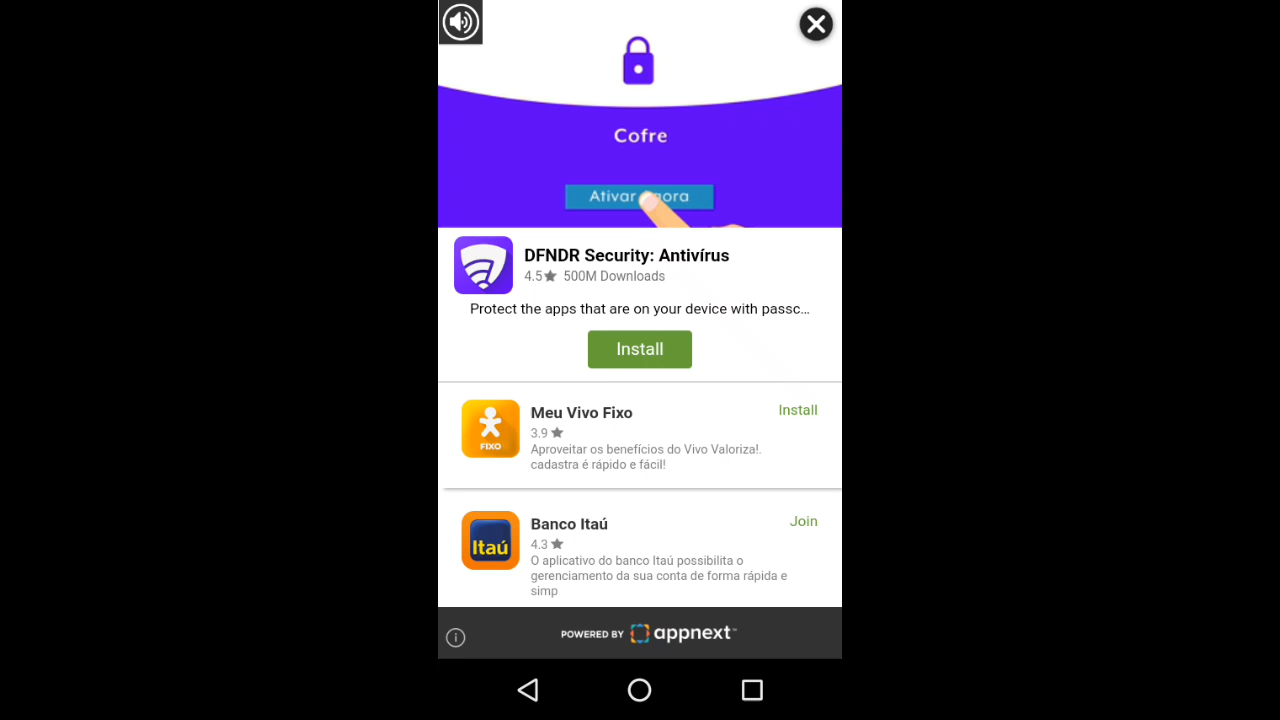 Cofre
Ativar agora
DFNDR Security: Antivírus
4.5★ 500M Downloads
Protect the apps that are on your device with passc...
Install
FIXO
Meu Vivo Fixo
Install
3.9 ★
Aproveitar os benefícios do Vivo Valoriza!.
cadastra é rápido e fácil!
Itaú
Banco Itaú
Join
4.3 ★
O aplicativo do banco Itaú possibilita o
gerenciamento da sua conta de forma rápida e
simp
POWERED BY appnext™